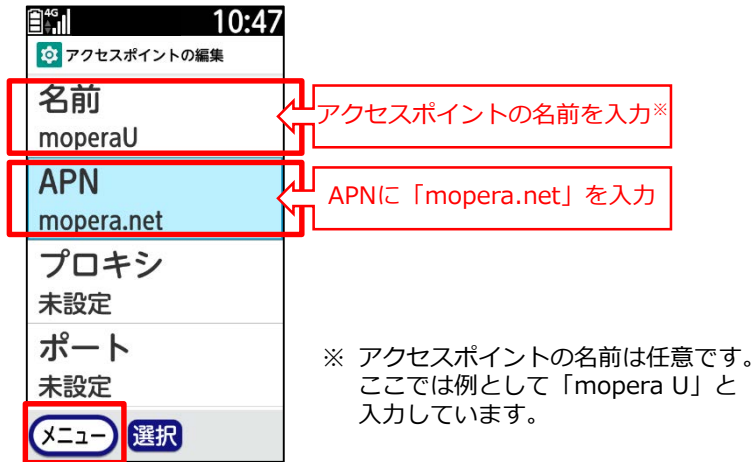 4G 10:47
アクセスポイントの編集
名前
moperaU
アクセスポイントの名前を入力※
APN
mopera.net
APNに「mopera.net」を入力
プロキシ
未設定
ポート
未設定
※ アクセスポイントの名前は任意です。
ここでは例として「mopera U」と
入力しています。
メニュー 選択